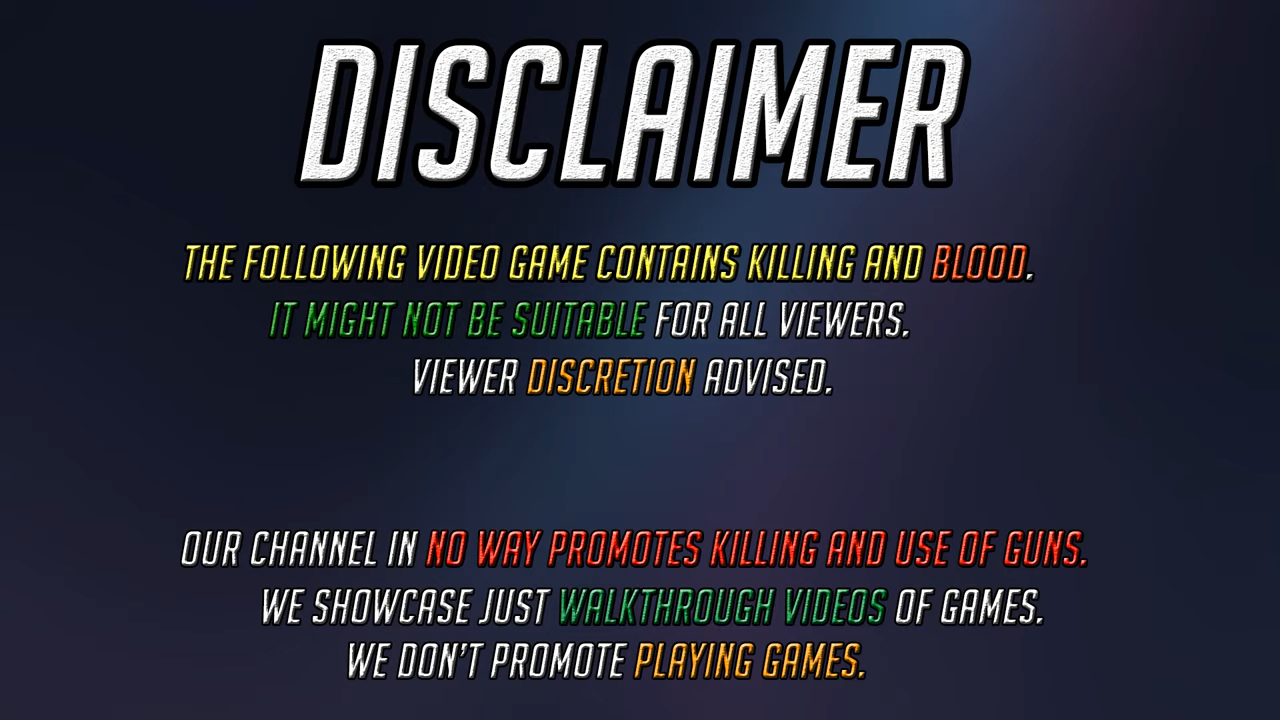 DISCLAIMER
THE FOLLOWING VIDEO GAME CONTAINS KILLING AND BLOOD.
IT MIGHT NOT BE SUITABLE FOR ALL VIEWERS.
VIEWER DISCRETION ADVISED.
OUR CHANNEL IN NO WAY PROMOTES KILLING AND USE OF GUNS.
WE SHOWCASE JUST WALKTHROUGH VIDEOS OF GAMES.
WE DON'T PROMOTE PLAYING GAMES.